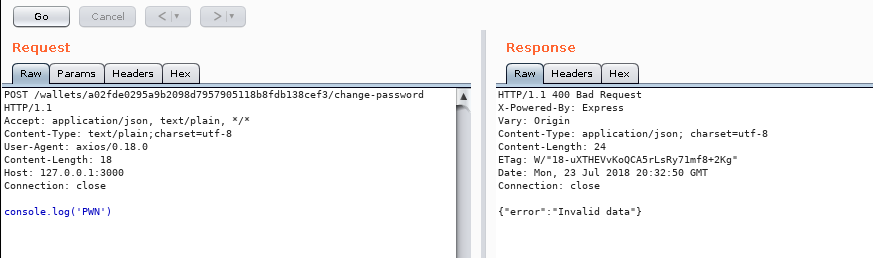 Go Cancel < ▼ > ▼
Request
Raw Params Headers Hex
POST /wallets/a02fde0295a9b2098d7957905118b8fdb138cef3/change-password
HTTP/1.1
Accept: application/json, text/plain, */*
Content-Type: text/plain;charset=utf-8
User-Agent: axios/0.18.0
Content-Length: 18
Host: 127.0.0.1:3000
Connection: close
console.log('PWN')
Response
Raw Headers Hex
HTTP/1.1 400 Bad Request
X-Powered-By: Express
Vary: Origin
Content-Type: application/json; charset=utf-8
Content-Length: 24
ETag: W/"18-uXTHEVvKoQCA5rLsRy71mf8+2Kg"
Date: Mon, 23 Jul 2018 20:32:50 GMT
Connection: close
{"error":"Invalid data"}